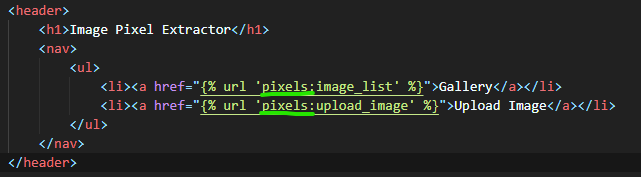 <header>
<h1>Image Pixel Extractor</h1>
<nav>
<ul>
<li><a href="{% url 'pixels:image_list' %}">Gallery</a></li>
<li><a href="{% url 'pixels:upload_image' %}">Upload Image</a></li>
</ul>
</nav>
</header>